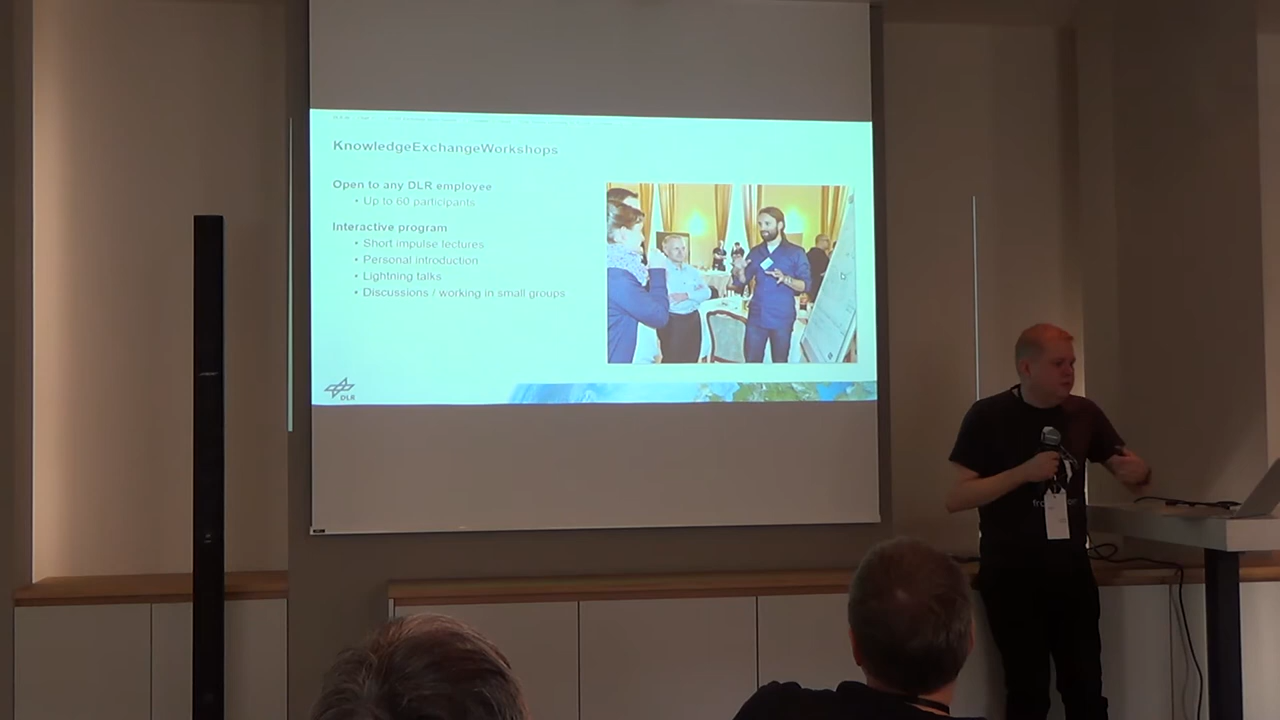 KnowledgeExchangeWorkshops
Open to any DLR employee
• Up to 60 participants
Interactive program
• Short impulse lectures
• Personal introduction
• Lightning talks
• Discussions / working in small groups
DLR